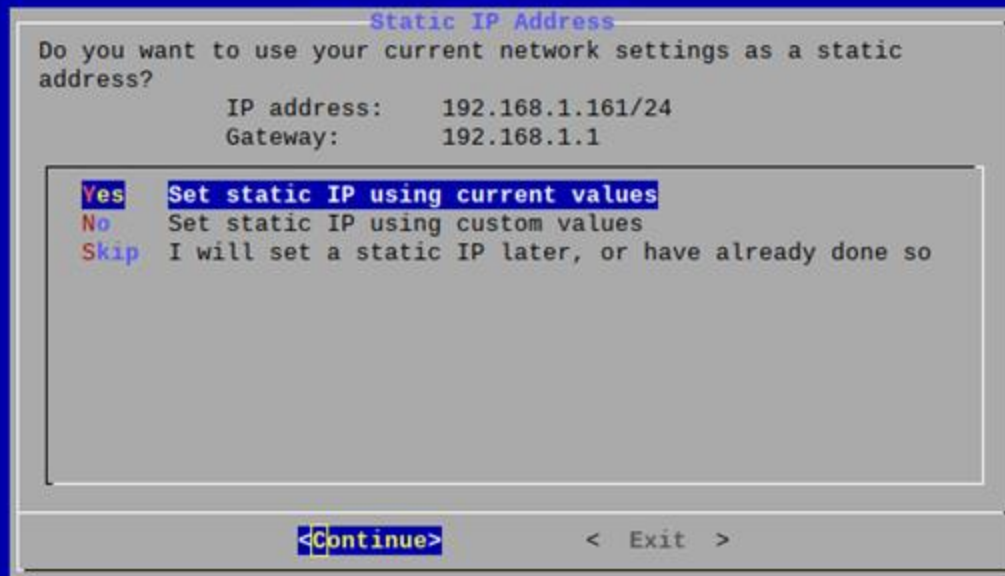 Static IP Address
Do you want to use your current network settings as a static
address?
IP address: 192.168.1.161/24
Gateway: 192.168.1.1
Yes Set static IP using current values
No Set static IP using custom values
Skip I will set a static IP later, or have already done so
<Continue> < Exit >